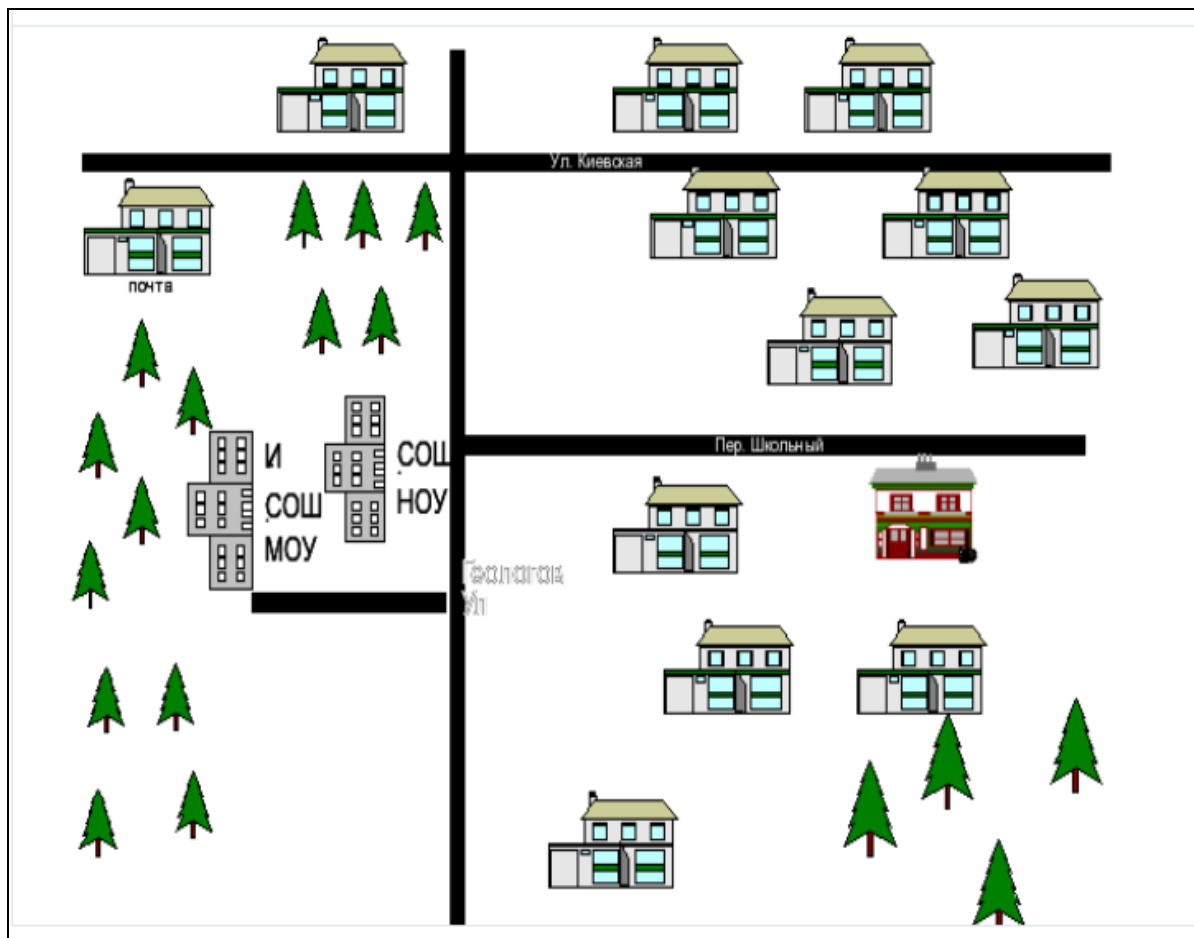 Ул. Киевская
почта
Пер. Школьный
И
.СОШ
МОУ
.СОШ
НОУ
Геологов
Ул